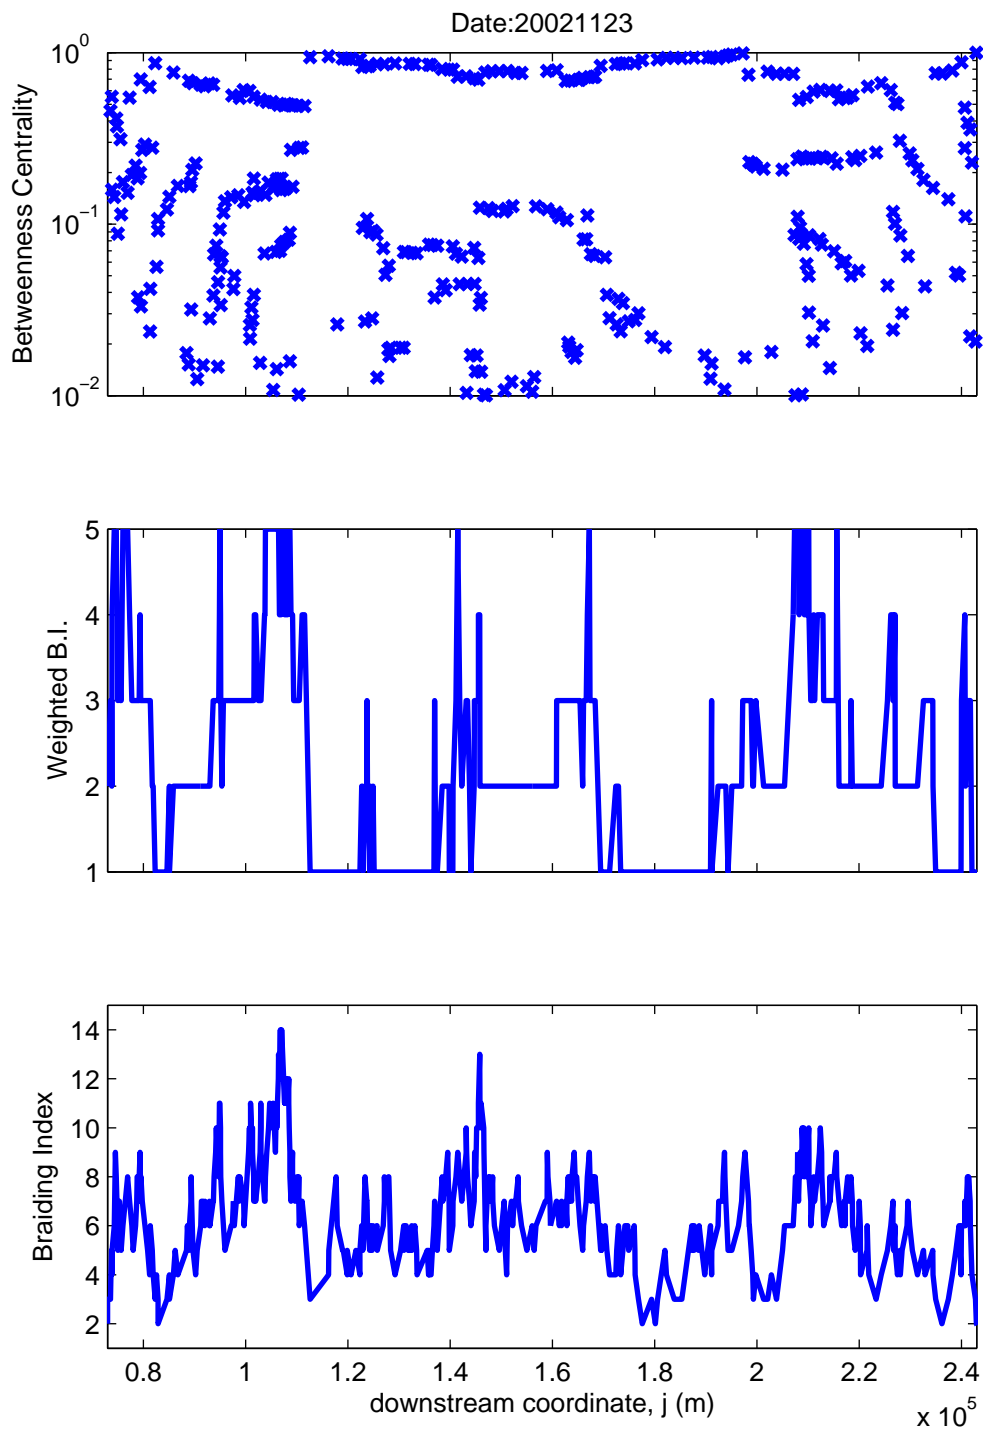 Date:20021123
Betweenness Centrality
10^0
10^-1
10^-2
Weighted B.I.
5
4
3
2
1
Braiding Index
14
12
10
8
6
4
2
0.8 1 1.2 1.4 1.6 1.8 2 2.2 2.4
downstream coordinate, j (m)
x 10^5